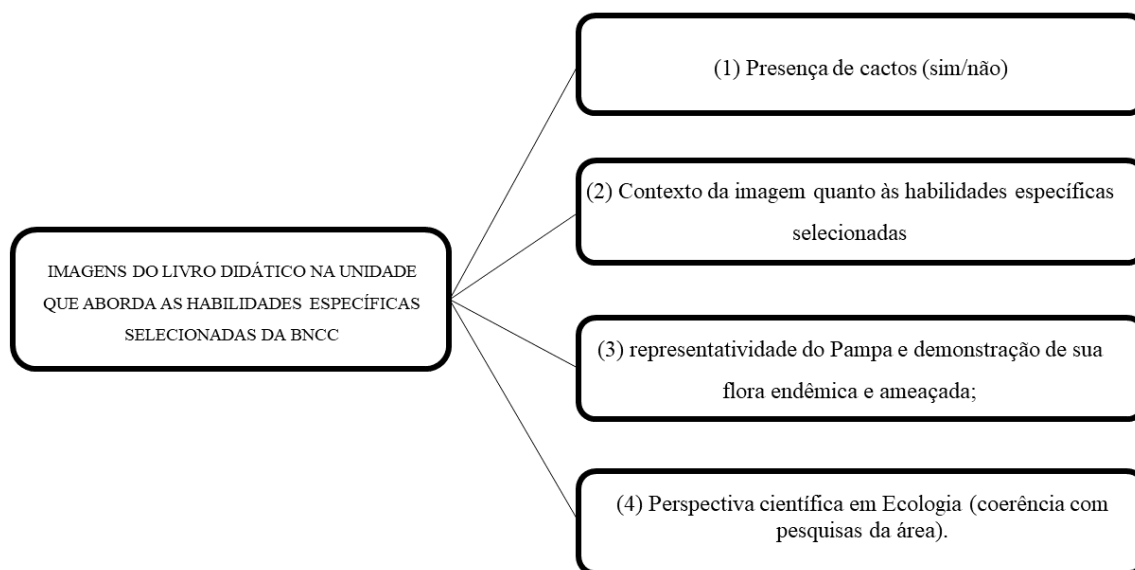 (1) Presença de cactos (sim/não)
(2) Contexto da imagem quanto às habilidades específicas
selecionadas
IMAGENS DO LIVRO DIDÁTICO NA UNIDADE
QUE ABORDA AS HABILIDADES ESPECÍFICAS
SELECIONADAS DA BNCC
(3) representatividade do Pampa e demonstração de sua
flora endêmica e ameaçada;
(4) Perspectiva científica em Ecologia (coerência com
pesquisas da área).